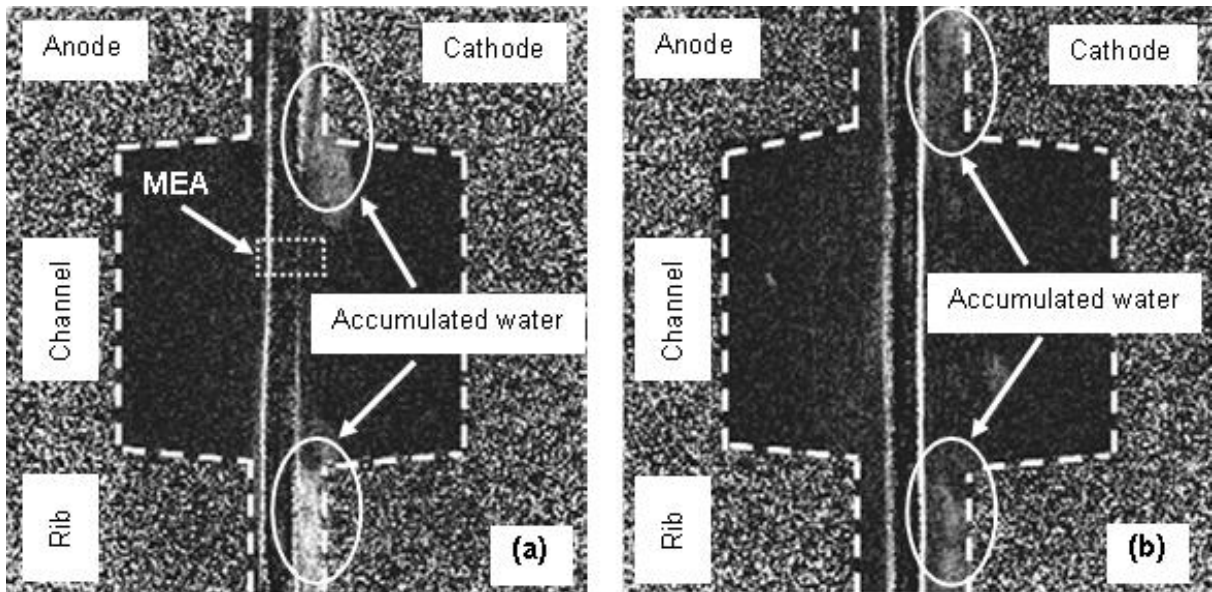 Anode
Cathode
MEA
Channel
Accumulated water
Rib
(a)
Anode
Cathode
Channel
Accumulated water
Rib
(b)